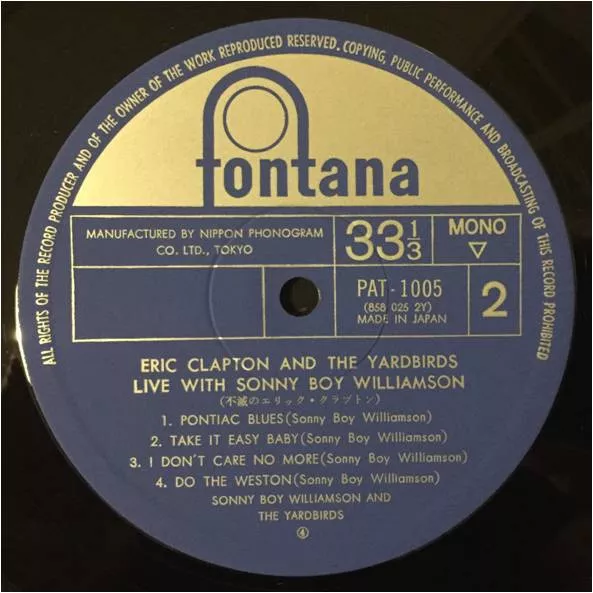 ALL RIGHTS OF THE RECORD PRODUCER AND OF THE OWNER OF THE WORK REPRODUCED RESERVED. COPYING, PUBLIC PERFORMANCE AND BROADCASTING OF THIS RECORD PROHIBITED
fontana
MANUFACTURED BY NIPPON PHONOGRAM
CO. LTD., TOKYO
33 1/3
MONO
▽
PAT-1005
(858 025 2Y)
MADE IN JAPAN
2
ERIC CLAPTON AND THE YARDBIRDS
LIVE WITH SONNY BOY WILLIAMSON
(不滅のエリック・クラプトン)
1. PONTIAC BLUES (Sonny Boy Williamson)
2. TAKE IT EASY BABY (Sonny Boy Williamson)
3. I DON'T CARE NO MORE (Sonny Boy Williamson)
4. DO THE WESTON (Sonny Boy Williamson)
SONNY BOY WILLIAMSON AND
THE YARDBIRDS
④